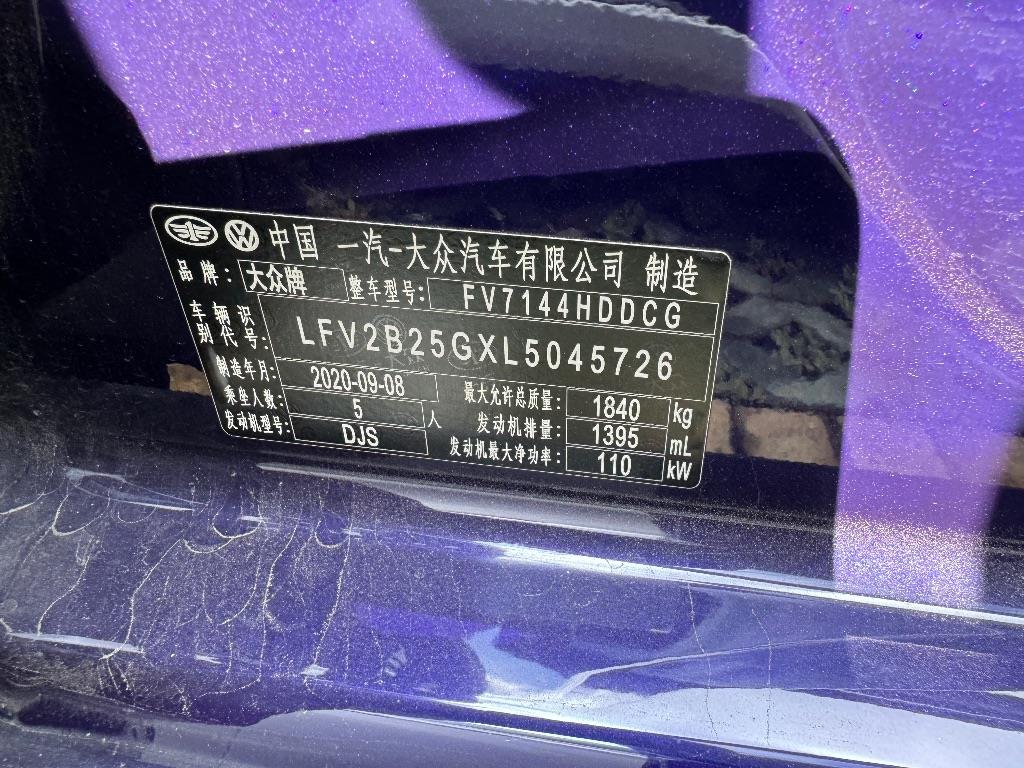 中国 一汽-大众汽车有限公司 制造
品牌: 大众牌 整车型号: FV7144HDDCG
车辆识别代号: LFV2B25GXL5045726
制造年月: 2020-09-08 最大允许总质量: 1840 kg
乘坐人数: 5 人 发动机排量: 1395 mL
发动机型号: DJS 发动机最大净功率: 110 kW